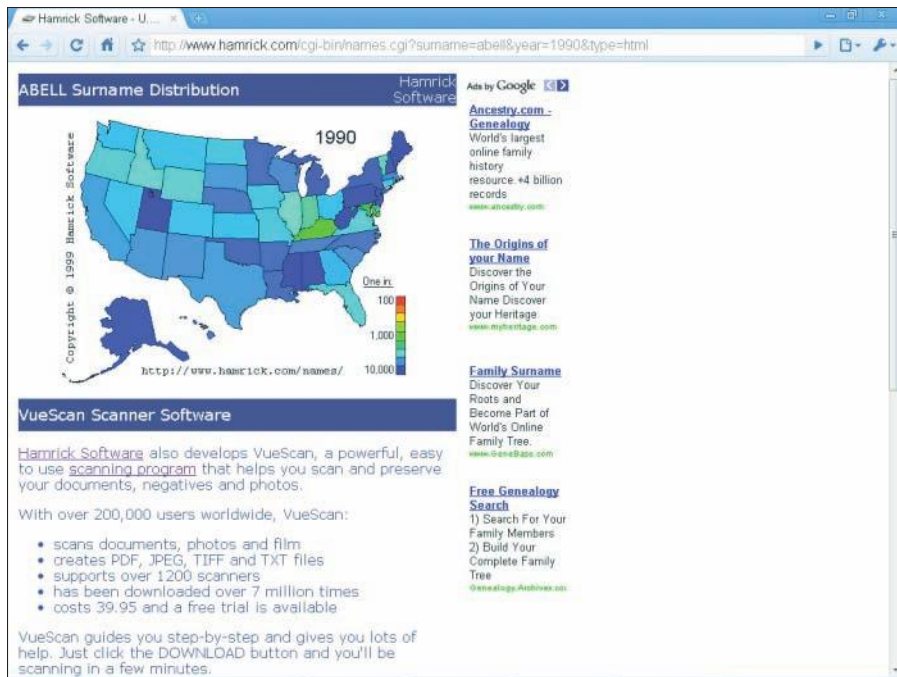 Hamrick Software - U....
http://www.hamrick.com/cgi-bin/names.cgi?surname=abell&year=1990&type=html
ABELL Surname Distribution
Hamrick
Software
1990
Copyright © 1999 Hamrick Software
One in:
100
1,000
10,000
http://www.hamrick.com/names/
VueScan Scanner Software
Hamrick Software also develops VueScan, a powerful, easy
to use scanning program that helps you scan and preserve
your documents, negatives and photos.
With over 200,000 users worldwide, VueScan:
• scans documents, photos and film
• creates PDF, JPEG, TIFF and TXT files
• supports over 1200 scanners
• has been downloaded over 7 million times
• costs 39.95 and a free trial is available
VueScan guides you step-by-step and gives you lots of
help. Just click the DOWNLOAD button and you'll be
scanning in a few minutes.
Ads by Google
Ancestry.com -
Genealogy
World's largest
online family
history
resource.+4 billion
records
www.ancestry.com
The Origins of
your Name
Discover the
Origins of Your
Name Discover
your Heritage
www.myheritage.com
Family Surname
Discover Your
Roots and
Become Part of
World's Online
Family Tree.
www.GeneBase.com
Free Genealogy
Search
1) Search For Your
Family Members
2) Build Your
Complete Family
Tree